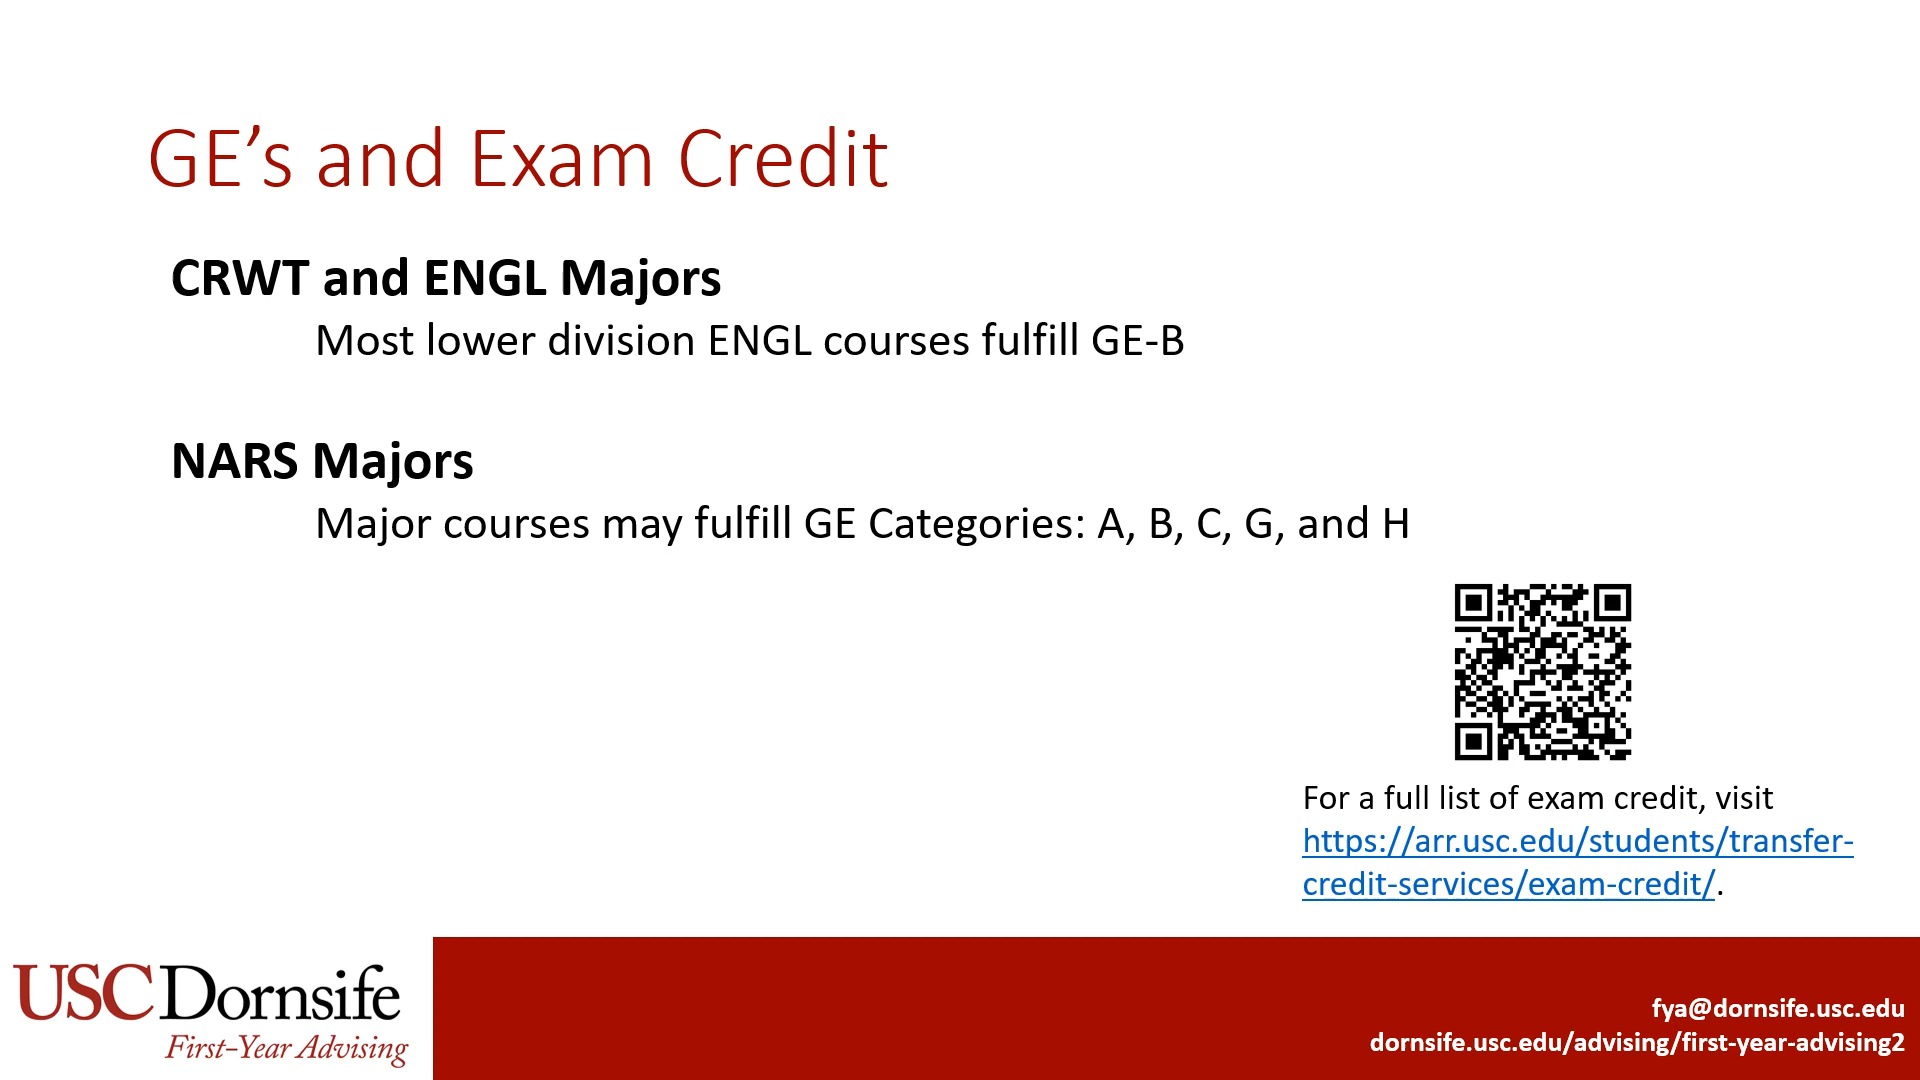 GE’s and Exam Credit
CRWT and ENGL Majors
Most lower division ENGL courses fulfill GE-B
NARS Majors
Major courses may fulfill GE Categories: A, B, C, G, and H
For a full list of exam credit, visit
https://arr.usc.edu/students/transfer-
credit-services/exam-credit/.
USC Dornsife
First-Year Advising
fya@dornsife.usc.edu
dornsife.usc.edu/advising/first-year-advising2